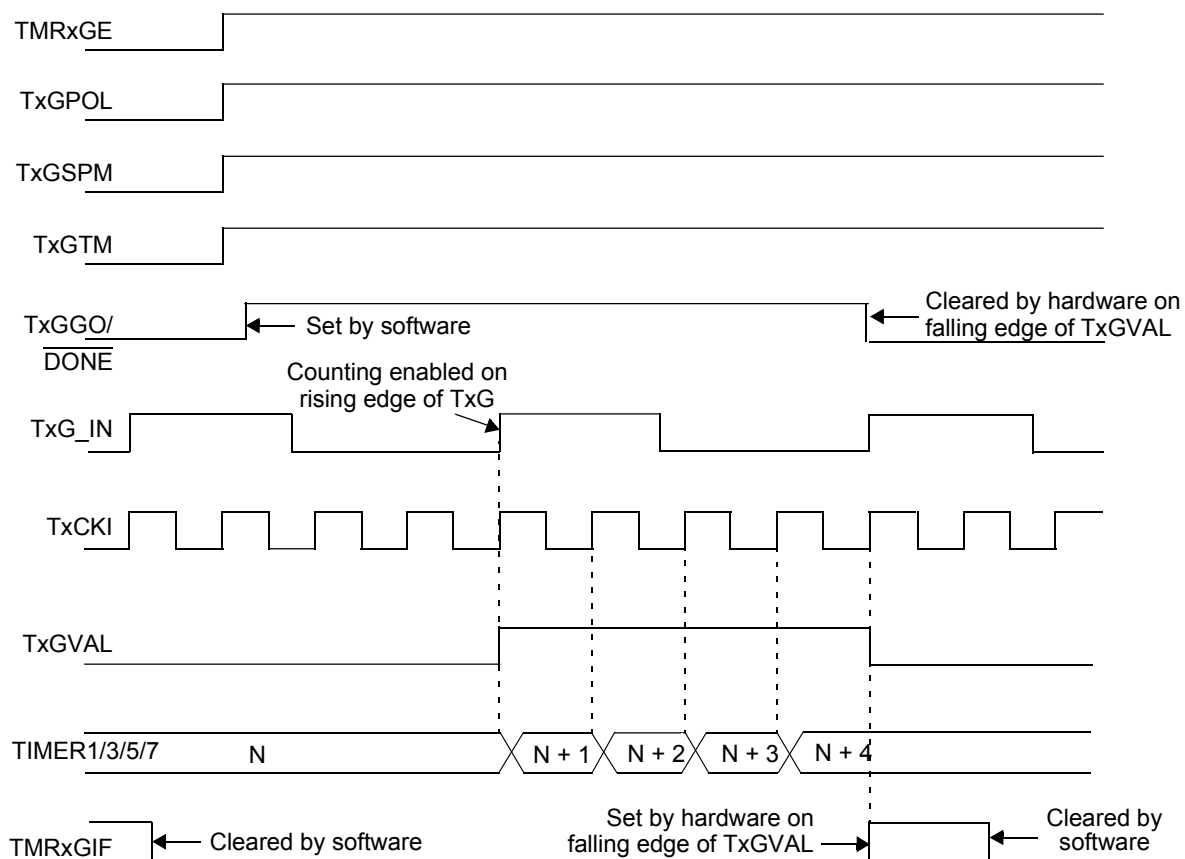 TMRxGE
TxGPOL
TxGSPM
TxGTM
TxGGO/
DONE
Set by software
Cleared by hardware on
falling edge of TxGVAL
Counting enabled on
rising edge of TxG
TxG_IN
TxCKI
TxGVAL
TIMER1/3/5/7
N
N + 1
N + 2
N + 3
N + 4
TMRxGIF
Cleared by software
Set by hardware on
falling edge of TxGVAL
Cleared by
software